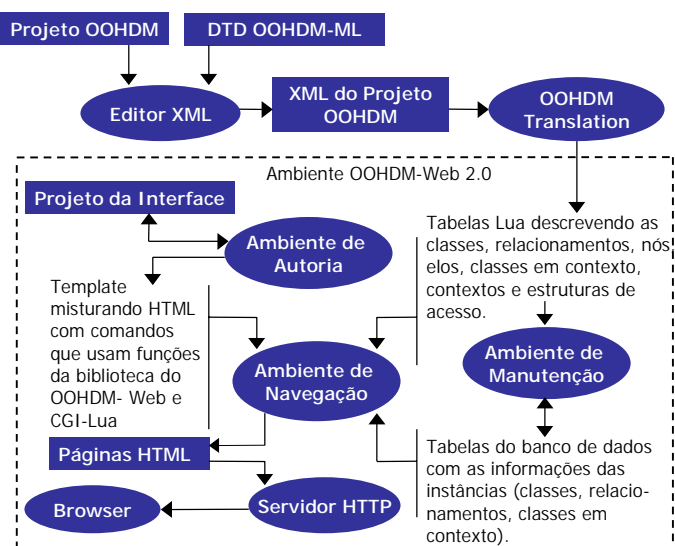 Projeto OOHDM
DTD OOHDM-ML
Editor XML
XML do Projeto
OOHDM
OOHDM
Translation
Ambiente OOHDM-Web 2.0
Projeto da Interface
Ambiente de
Autoria
Tabelas Lua descrevendo as
classes, relacionamentos, nós
elos, classes em contexto,
contextos e estruturas de
acesso.
Template
misturando HTML
com comandos
que usam funções
da biblioteca do
OOHDM- Web e
CGI-Lua
Ambiente de
Navegação
Ambiente de
Manutenção
Páginas HTML
Tabelas do banco de dados
com as informações das
instâncias (classes, relacio-
namentos, classes em
contexto).
Browser
Servidor HTTP